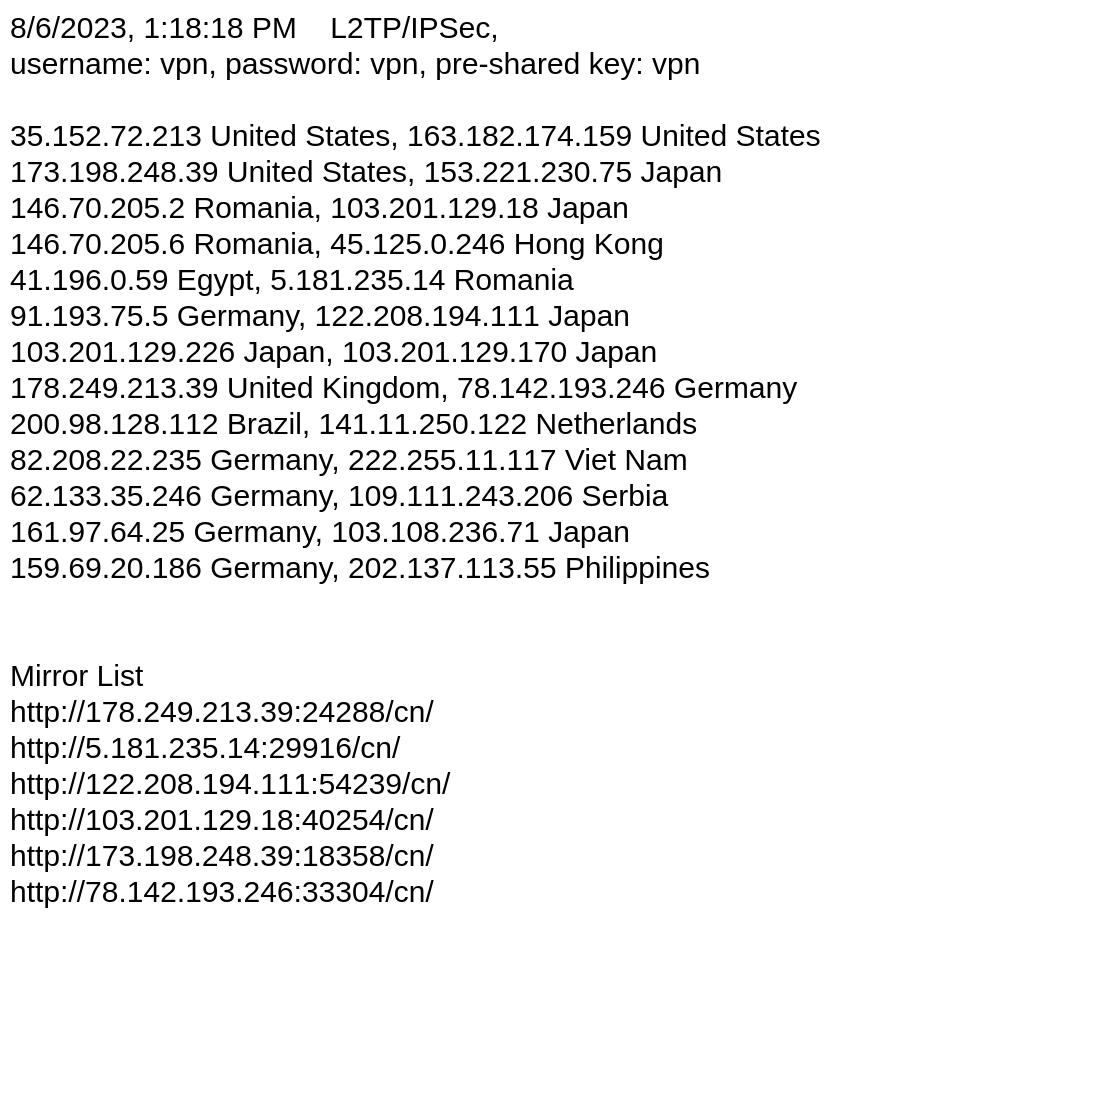 8/6/2023, 1:18:18 PM    L2TP/IPSec,
username: vpn, password: vpn, pre-shared key: vpn
35.152.72.213 United States, 163.182.174.159 United States
173.198.248.39 United States, 153.221.230.75 Japan
146.70.205.2 Romania, 103.201.129.18 Japan
146.70.205.6 Romania, 45.125.0.246 Hong Kong
41.196.0.59 Egypt, 5.181.235.14 Romania
91.193.75.5 Germany, 122.208.194.111 Japan
103.201.129.226 Japan, 103.201.129.170 Japan
178.249.213.39 United Kingdom, 78.142.193.246 Germany
200.98.128.112 Brazil, 141.11.250.122 Netherlands
82.208.22.235 Germany, 222.255.11.117 Viet Nam
62.133.35.246 Germany, 109.111.243.206 Serbia
161.97.64.25 Germany, 103.108.236.71 Japan
159.69.20.186 Germany, 202.137.113.55 Philippines
Mirror List
http://178.249.213.39:24288/cn/
http://5.181.235.14:29916/cn/
http://122.208.194.111:54239/cn/
http://103.201.129.18:40254/cn/
http://173.198.248.39:18358/cn/
http://78.142.193.246:33304/cn/